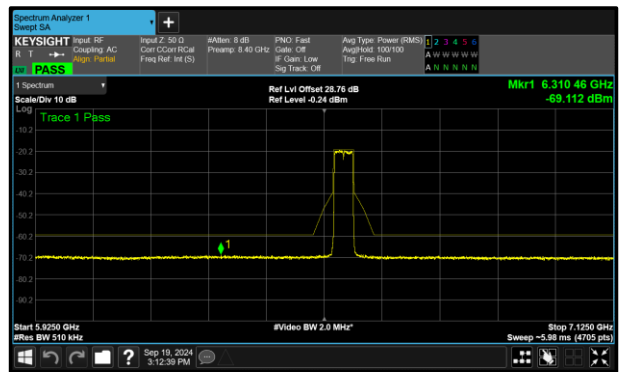 Spectrum Analyzer 1
Swept SA
+
KEYSIGHT
R T
PASS
Input: RF
Coupling: AC
Align: Partial
Input Z: 50 Ω
Corr CCorr RCal
Freq Ref: Int (S)
#Atten: 8 dB
Preamp: 8.40 GHz
PNO: Fast
Gate: Off
IF Gain: Low
Sig Track: Off
Avg Type: Power (RMS)
Avg|Hold: 100/100
Trig: Free Run
1 2 3 4 5 6
A W W W W W
A N N N N N
1 Spectrum
Scale/Div 10 dB
Ref Lvl Offset 28.76 dB
Ref Level -0.24 dBm
Mkr1 6.310 46 GHz
-69.112 dBm
Log
Trace 1 Pass
-10.2
-20.2
-30.2
-40.2
-50.2
-60.2
-70.2
-80.2
-90.2
1
Start 5.9250 GHz
#Res BW 510 kHz
#Video BW 2.0 MHz*
Stop 7.1250 GHz
Sweep ~5.98 ms (4705 pts)
?
Sep 19, 2024
3:12:39 PM